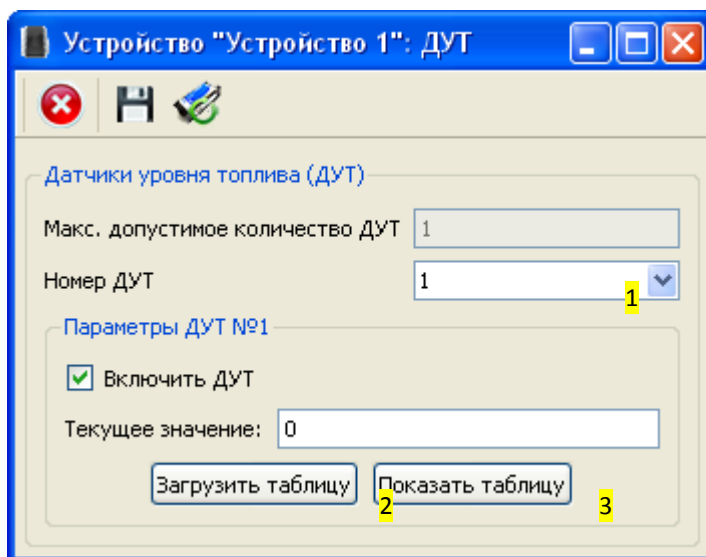 Устройство "Устройство 1": ДУТ
Датчики уровня топлива (ДУТ)
Макс. допустимое количество ДУТ 1
Номер ДУТ 1
1
Параметры ДУТ №1
Включить ДУТ
Текущее значение: 0
Загрузить таблицу Показать таблицу
2 3